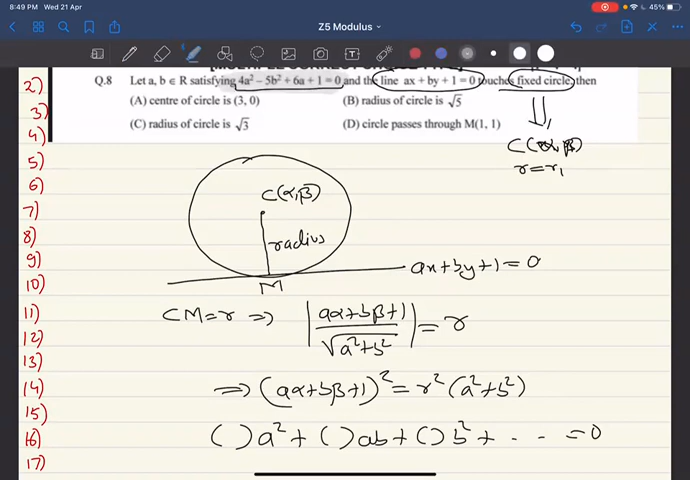 8:49 PM Wed 21 Apr
45%
Z5 Modulus
2)
3)
4)
5)
6)
7)
8)
9)
10)
11)
12)
13)
14)
15)
16)
17)
Q.8 Let a, b ∈ R satisfying 4a² – 5b² + 6a + 1 = 0 and the line ax + by + 1 = 0 touches fixed circle, then
(A) centre of circle is (3, 0) (B) radius of circle is √5
(C) radius of circle is √3 (D) circle passes through M(1, 1)
C(α, β)
r=r₁
C(α, β)
radius
ax+by+1=0
M
CM=r ⇒ |aα+bβ+1 / √a²+b²| = r
⇒ (aα+bβ+1)² = r²(a²+b²)
( )a² + ( )ab + ( )b² + - - - - = 0